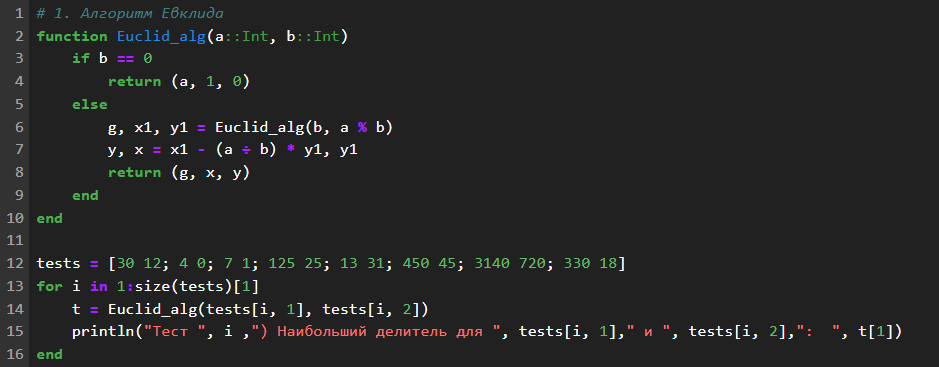 1 # 1. Алгоритм Евклида
2 function Euclid_alg(a::Int, b::Int)
3     if b == 0
4         return (a, 1, 0)
5     else
6         g, x1, y1 = Euclid_alg(b, a % b)
7         y, x = x1 - (a ÷ b) * y1, y1
8         return (g, x, y)
9     end
10 end
11
12 tests = [30 12; 4 0; 7 1; 125 25; 13 31; 450 45; 3140 720; 330 18]
13 for i in 1:size(tests)[1]
14     t = Euclid_alg(tests[i, 1], tests[i, 2])
15     println("Тест ", i ,") Наибольший делитель для ", tests[i, 1]," и ", tests[i, 2],":  ", t[1])
16 end